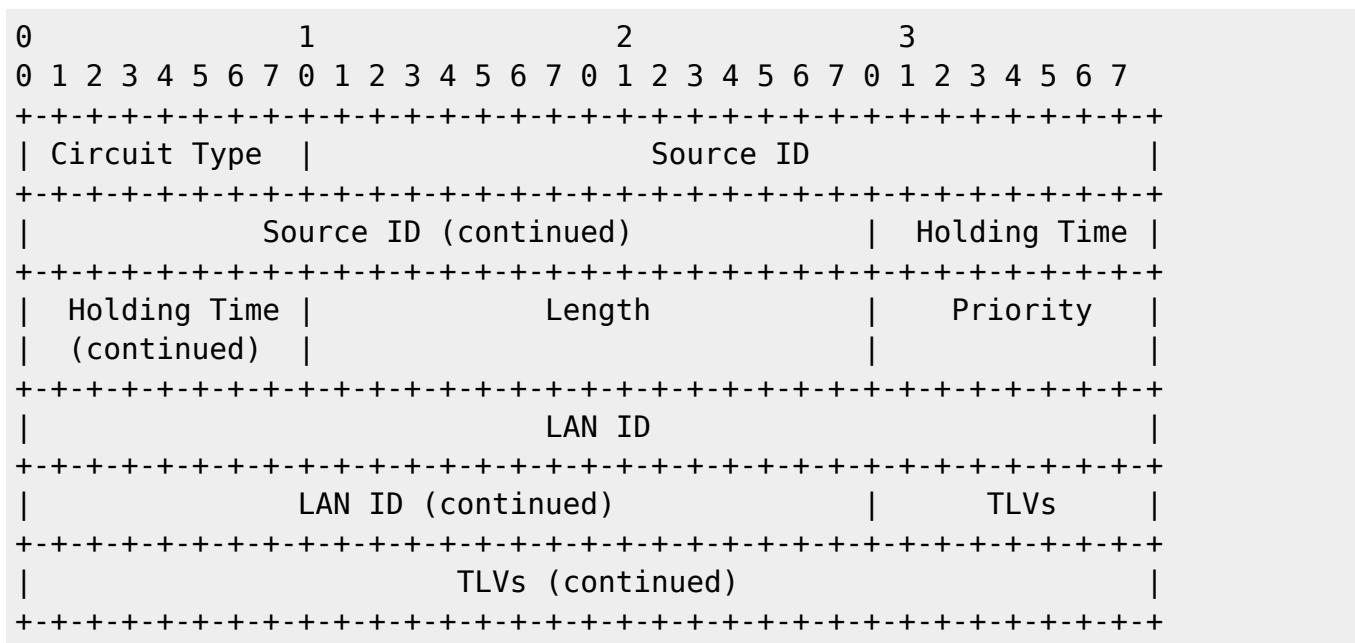 0                1                 2               3
0 1 2 3 4 5 6 7 0 1 2 3 4 5 6 7 0 1 2 3 4 5 6 7 0 1 2 3 4 5 6 7
+-+-+-+-+-+-+-+-+-+-+-+-+-+-+-+-+-+-+-+-+-+-+-+-+-+-+-+-+-+-+-+-+
| Circuit Type  |                   Source ID                   |
+-+-+-+-+-+-+-+-+-+-+-+-+-+-+-+-+-+-+-+-+-+-+-+-+-+-+-+-+-+-+-+-+
|             Source ID (continued)             |  Holding Time |
+-+-+-+-+-+-+-+-+-+-+-+-+-+-+-+-+-+-+-+-+-+-+-+-+-+-+-+-+-+-+-+-+
|  Holding Time |             Length            |    Priority   |
|  (continued)  |                               |               |
+-+-+-+-+-+-+-+-+-+-+-+-+-+-+-+-+-+-+-+-+-+-+-+-+-+-+-+-+-+-+-+-+
|                             LAN ID                            |
+-+-+-+-+-+-+-+-+-+-+-+-+-+-+-+-+-+-+-+-+-+-+-+-+-+-+-+-+-+-+-+-+
|               LAN ID (continued)              |      TLVs     |
+-+-+-+-+-+-+-+-+-+-+-+-+-+-+-+-+-+-+-+-+-+-+-+-+-+-+-+-+-+-+-+-+
|                        TLVs (continued)                       |
+-+-+-+-+-+-+-+-+-+-+-+-+-+-+-+-+-+-+-+-+-+-+-+-+-+-+-+-+-+-+-+-+